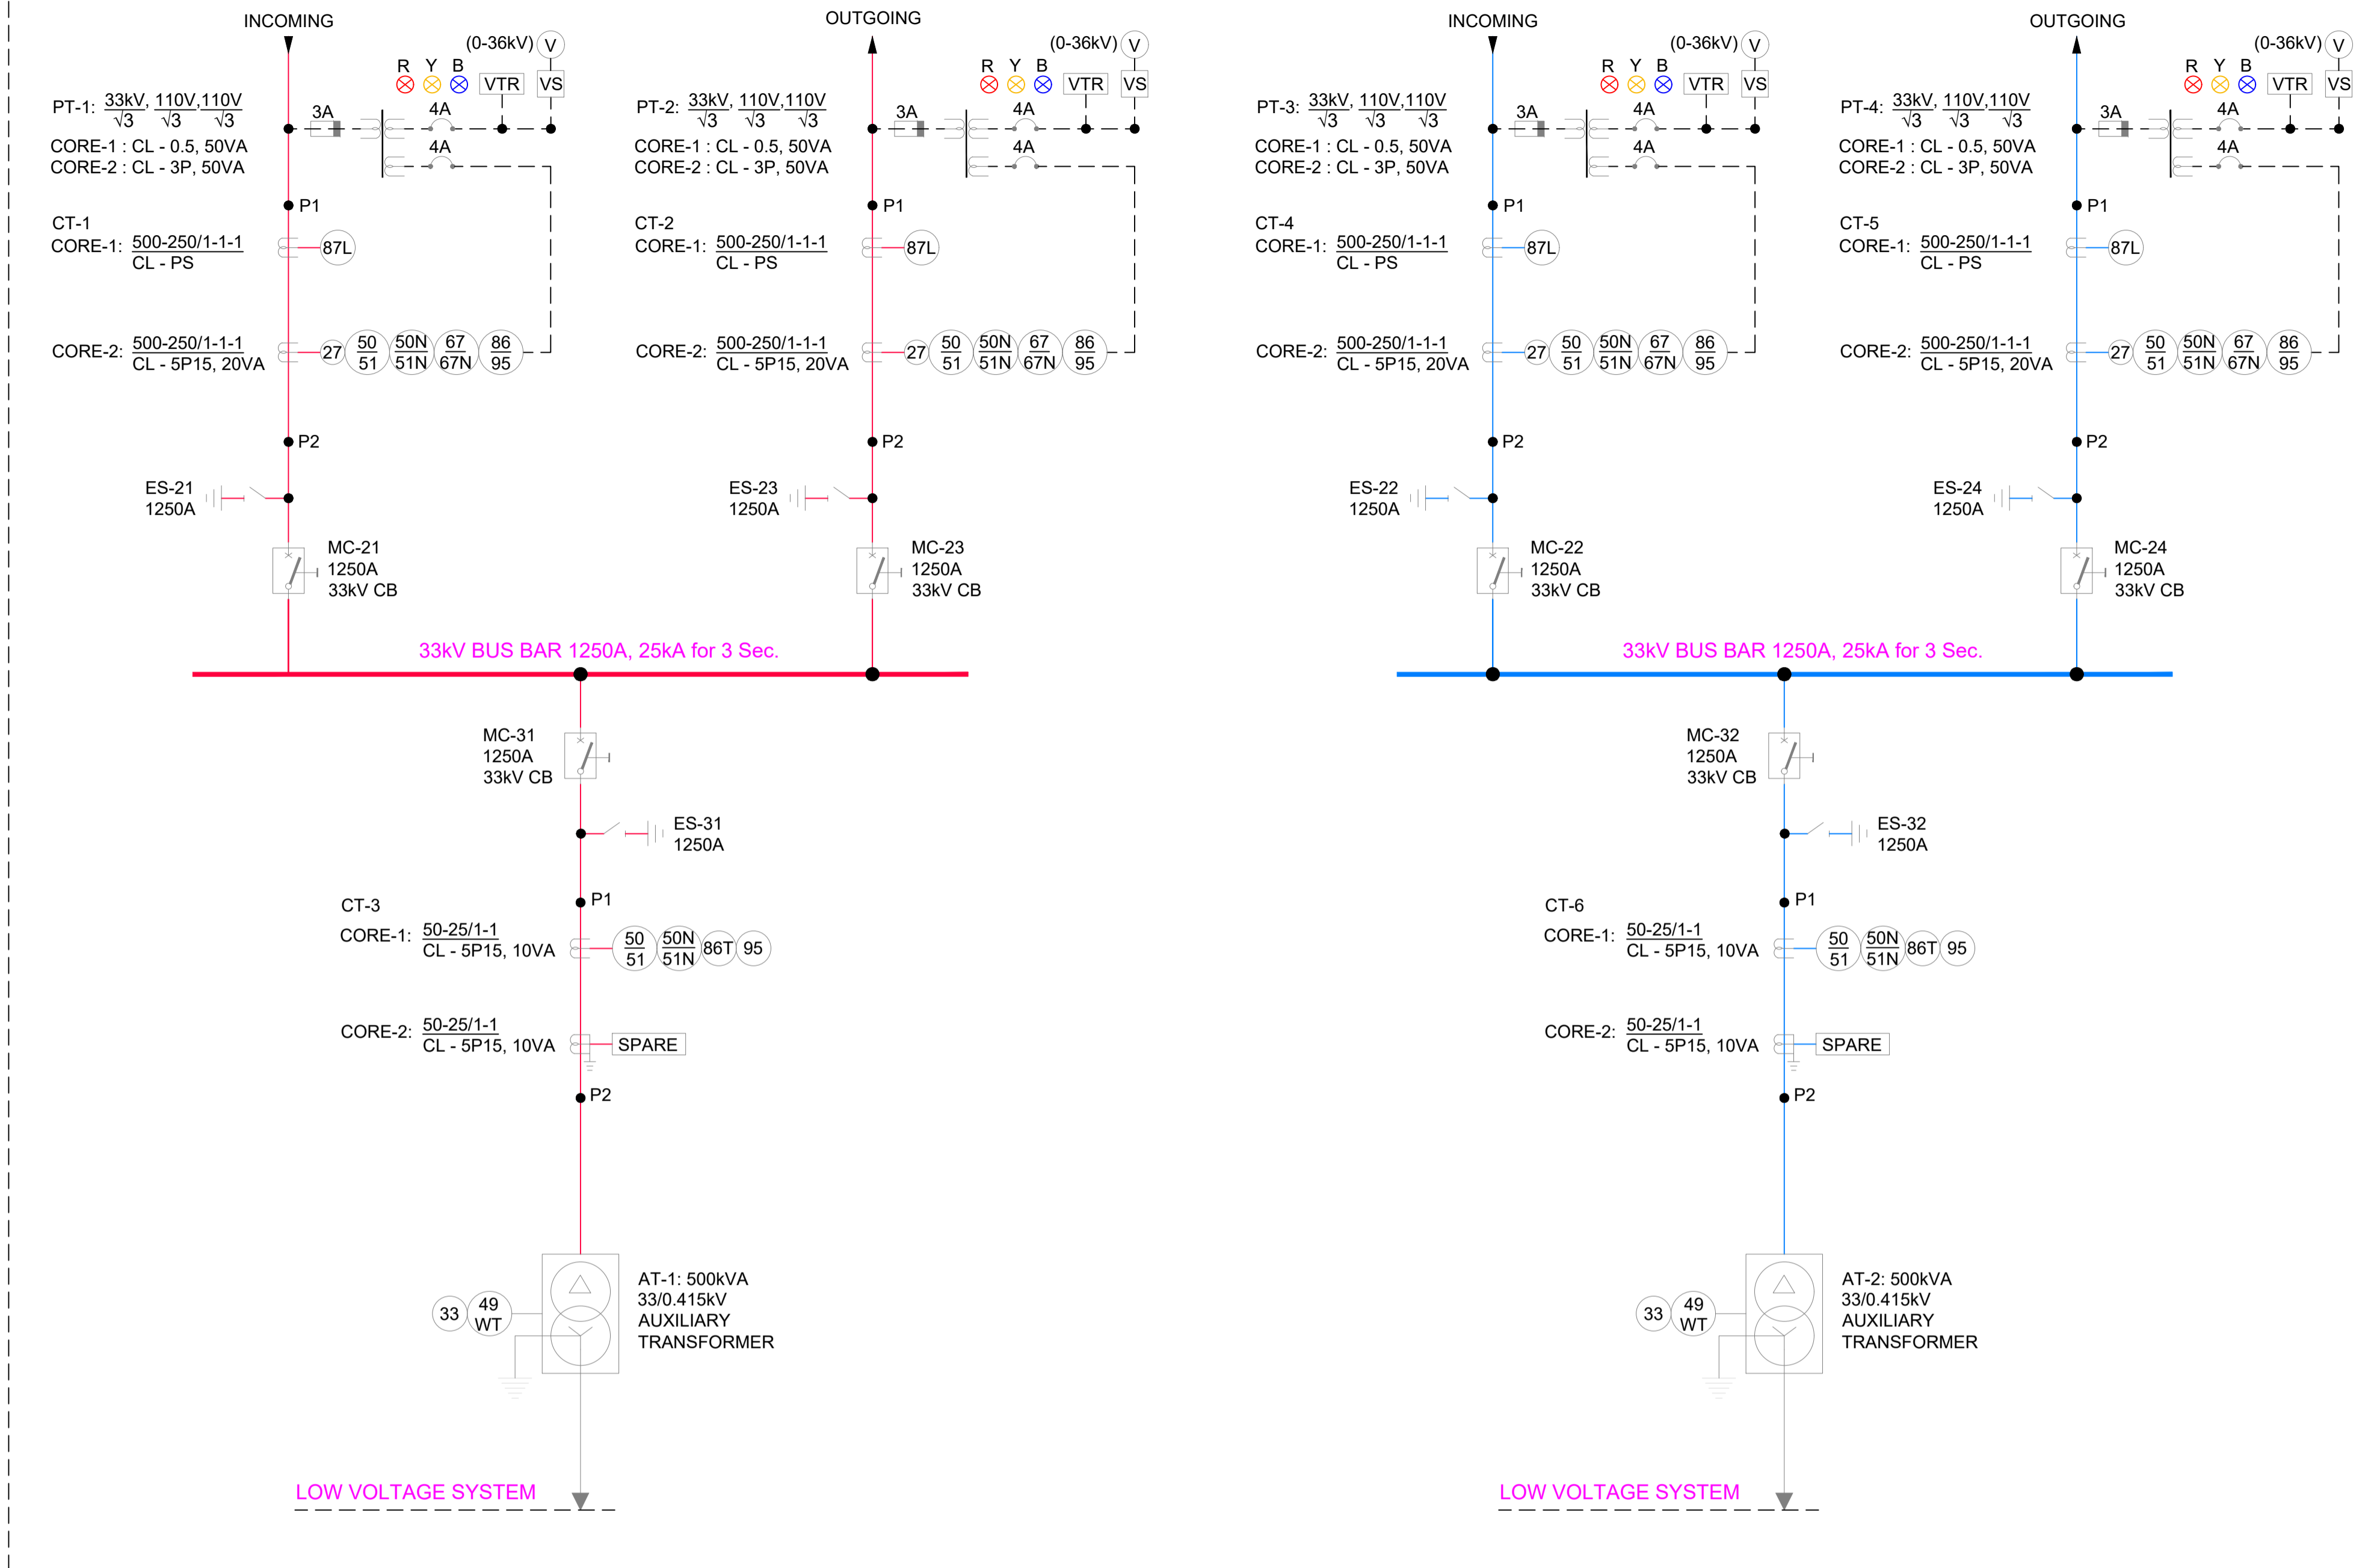 INCOMING
(0-36kV) V
R Y B
VTR VS
PT-1: 33kV, 110V, 110V
√3 √3 √3
3A 4A
CORE-1 : CL - 0.5, 50VA
4A
CORE-2 : CL - 3P, 50VA
P1
CT-1
CORE-1: 500-250/1-1-1
CL - PS
87L
CORE-2: 500-250/1-1-1
CL - 5P15, 20VA
27 50 50N 67 86
51 51N 67N 95
P2
ES-21
1250A
MC-21
1250A
33kV CB
OUTGOING
(0-36kV) V
R Y B
VTR VS
PT-2: 33kV, 110V, 110V
√3 √3 √3
3A 4A
CORE-1 : CL - 0.5, 50VA
4A
CORE-2 : CL - 3P, 50VA
P1
CT-2
CORE-1: 500-250/1-1-1
CL - PS
87L
CORE-2: 500-250/1-1-1
CL - 5P15, 20VA
27 50 50N 67 86
51 51N 67N 95
P2
ES-23
1250A
MC-23
1250A
33kV CB
33kV BUS BAR 1250A, 25kA for 3 Sec.
MC-31
1250A
33kV CB
ES-31
1250A
P1
CT-3
CORE-1: 50-25/1-1
CL - 5P15, 10VA
50 50N 86T 95
51 51N
CORE-2: 50-25/1-1
CL - 5P15, 10VA
SPARE
P2
33 49
WT
AT-1: 500kVA
33/0.415kV
AUXILIARY
TRANSFORMER
LOW VOLTAGE SYSTEM
INCOMING
(0-36kV) V
R Y B
VTR VS
PT-3: 33kV, 110V, 110V
√3 √3 √3
3A 4A
CORE-1 : CL - 0.5, 50VA
4A
CORE-2 : CL - 3P, 50VA
P1
CT-4
CORE-1: 500-250/1-1-1
CL - PS
87L
CORE-2: 500-250/1-1-1
CL - 5P15, 20VA
27 50 50N 67 86
51 51N 67N 95
P2
ES-22
1250A
MC-22
1250A
33kV CB
OUTGOING
(0-36kV) V
R Y B
VTR VS
PT-4: 33kV, 110V, 110V
√3 √3 √3
3A 4A
CORE-1 : CL - 0.5, 50VA
4A
CORE-2 : CL - 3P, 50VA
P1
CT-5
CORE-1: 500-250/1-1-1
CL - PS
87L
CORE-2: 500-250/1-1-1
CL - 5P15, 20VA
27 50 50N 67 86
51 51N 67N 95
P2
ES-24
1250A
MC-24
1250A
33kV CB
33kV BUS BAR 1250A, 25kA for 3 Sec.
MC-32
1250A
33kV CB
ES-32
1250A
P1
CT-6
CORE-1: 50-25/1-1
CL - 5P15, 10VA
50 50N 86T 95
51 51N
CORE-2: 50-25/1-1
CL - 5P15, 10VA
SPARE
P2
33 49
WT
AT-2: 500kVA
33/0.415kV
AUXILIARY
TRANSFORMER
LOW VOLTAGE SYSTEM